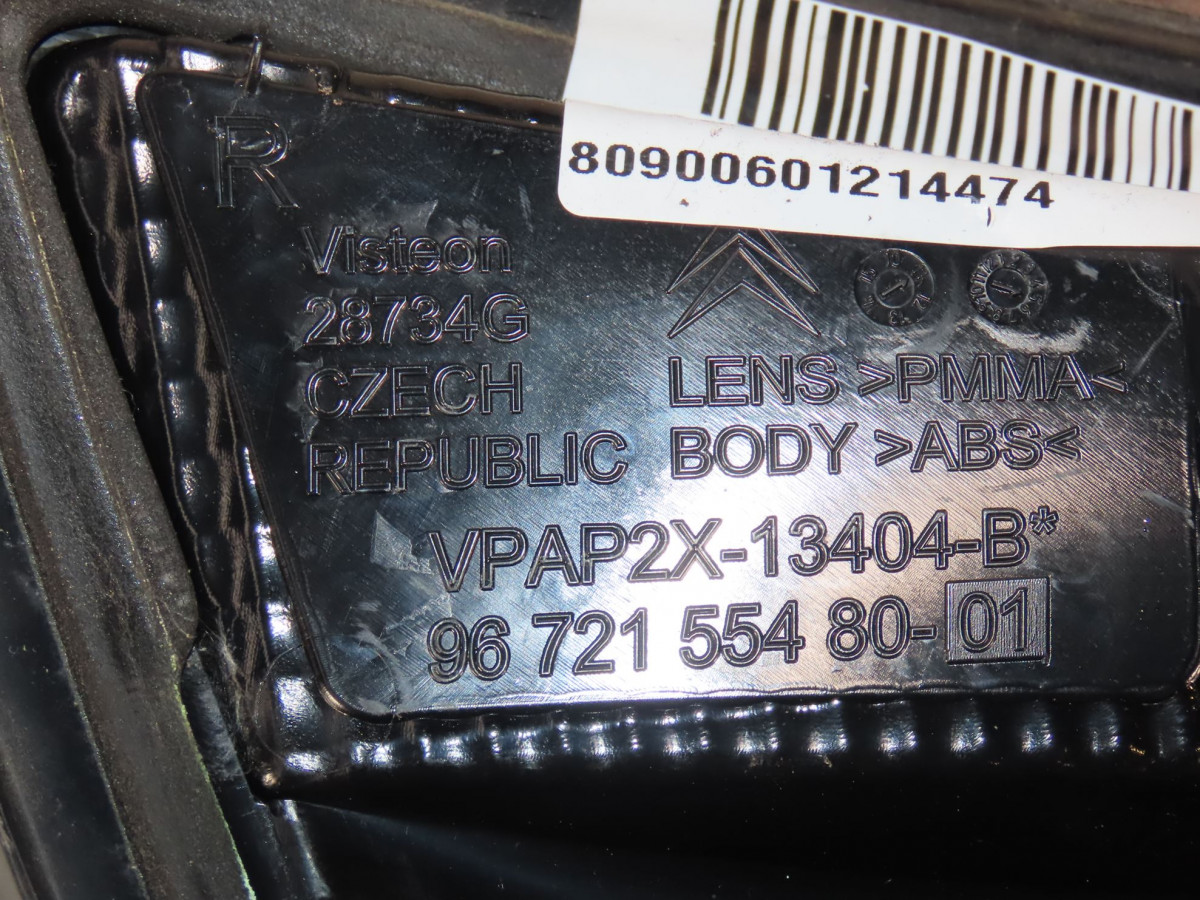 80900601214474
R
Visteon
28734G
CZECH
REPUBLIC
LENS >PMMA<
BODY >ABS<
VPAP2X-13404-B*
96 721 554 80- 01